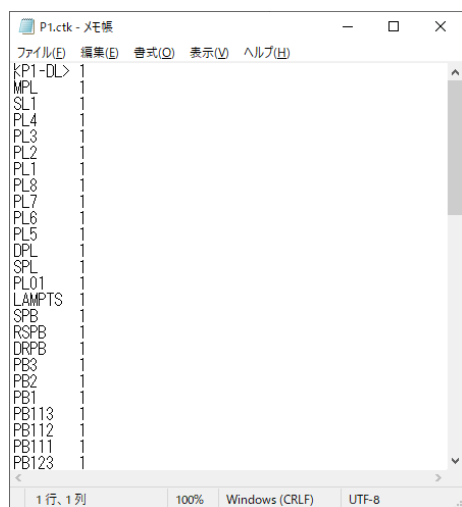 P1.ctk - メモ帳
ファイル(F) 編集(E) 書式(O) 表示(V) ヘルプ(H)
<P1-DL> 1
MPL 1
SL1 1
PL4 1
PL3 1
PL2 1
PL1 1
PL8 1
PL7 1
PL6 1
PL5 1
DPL 1
SPL 1
PL01 1
LAMPTS 1
SPB 1
RSPB 1
DRPB 1
PB3 1
PB2 1
PB1 1
PB113 1
PB112 1
PB111 1
PB123 1
1 行、1 列 100% Windows (CRLF) UTF-8